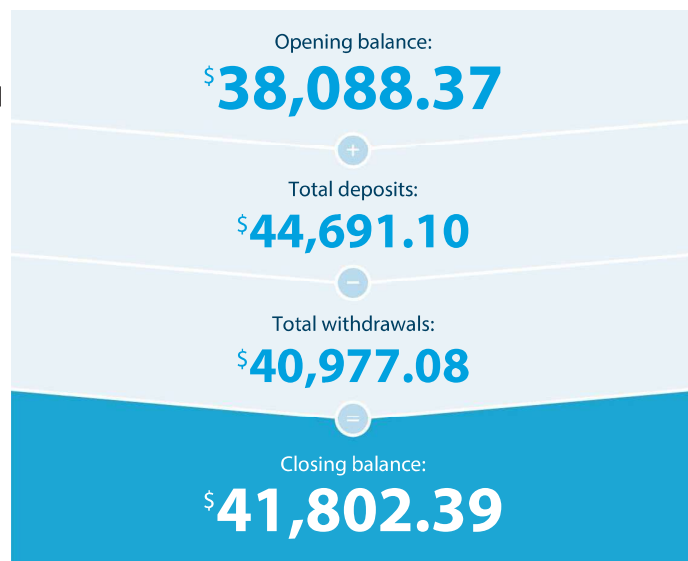 Opening balance:
$38,088.37
+
Total deposits:
$44,691.10
−
Total withdrawals:
$40,977.08
=
Closing balance:
$41,802.39